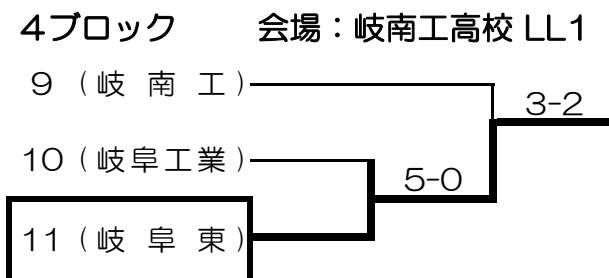 4ブロック　　会場：岐南工高校 LL1
9 （岐 南 工）
3-2
10（岐阜工業）
5-0
11（岐 阜 東）